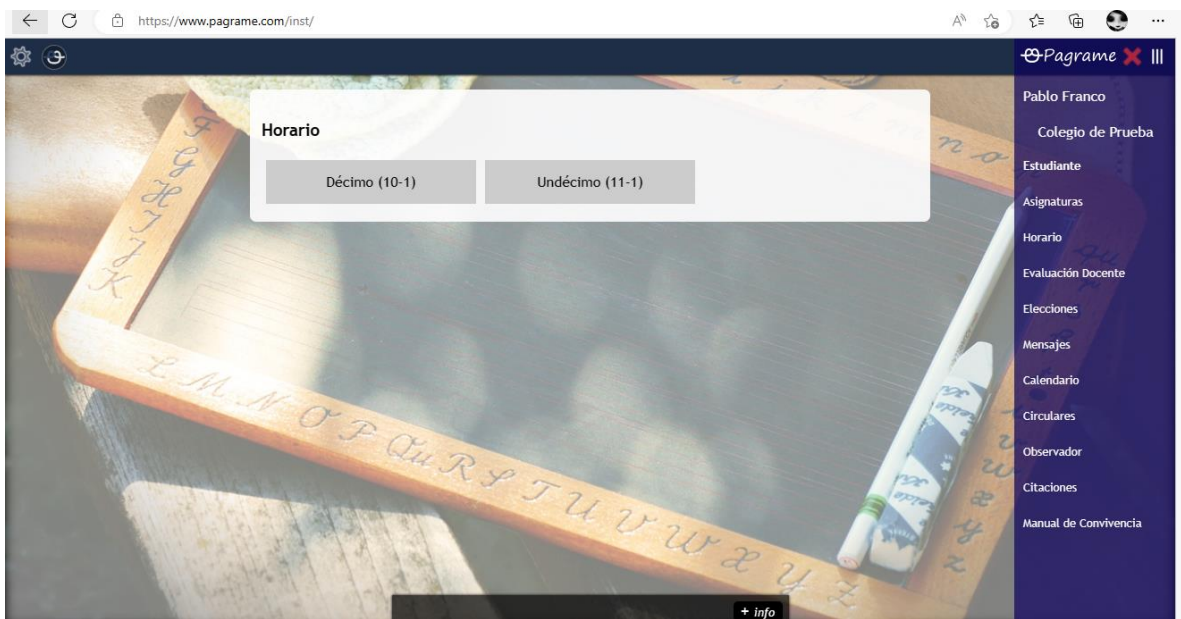 https://www.pagrame.com/inst/
Pagrame
Pablo Franco
Colegio de Prueba
Estudiante
Asignaturas
Horario
Evaluación Docente
Elecciones
Mensajes
Calendario
Circulares
Observador
Citaciones
Manual de Convivencia
Horario
Décimo (10-1)
Undécimo (11-1)
F
G
H
I
J
K
L M N O P Qu R S T U V W X Y Z
n o
u
w
x
y
z
+ info